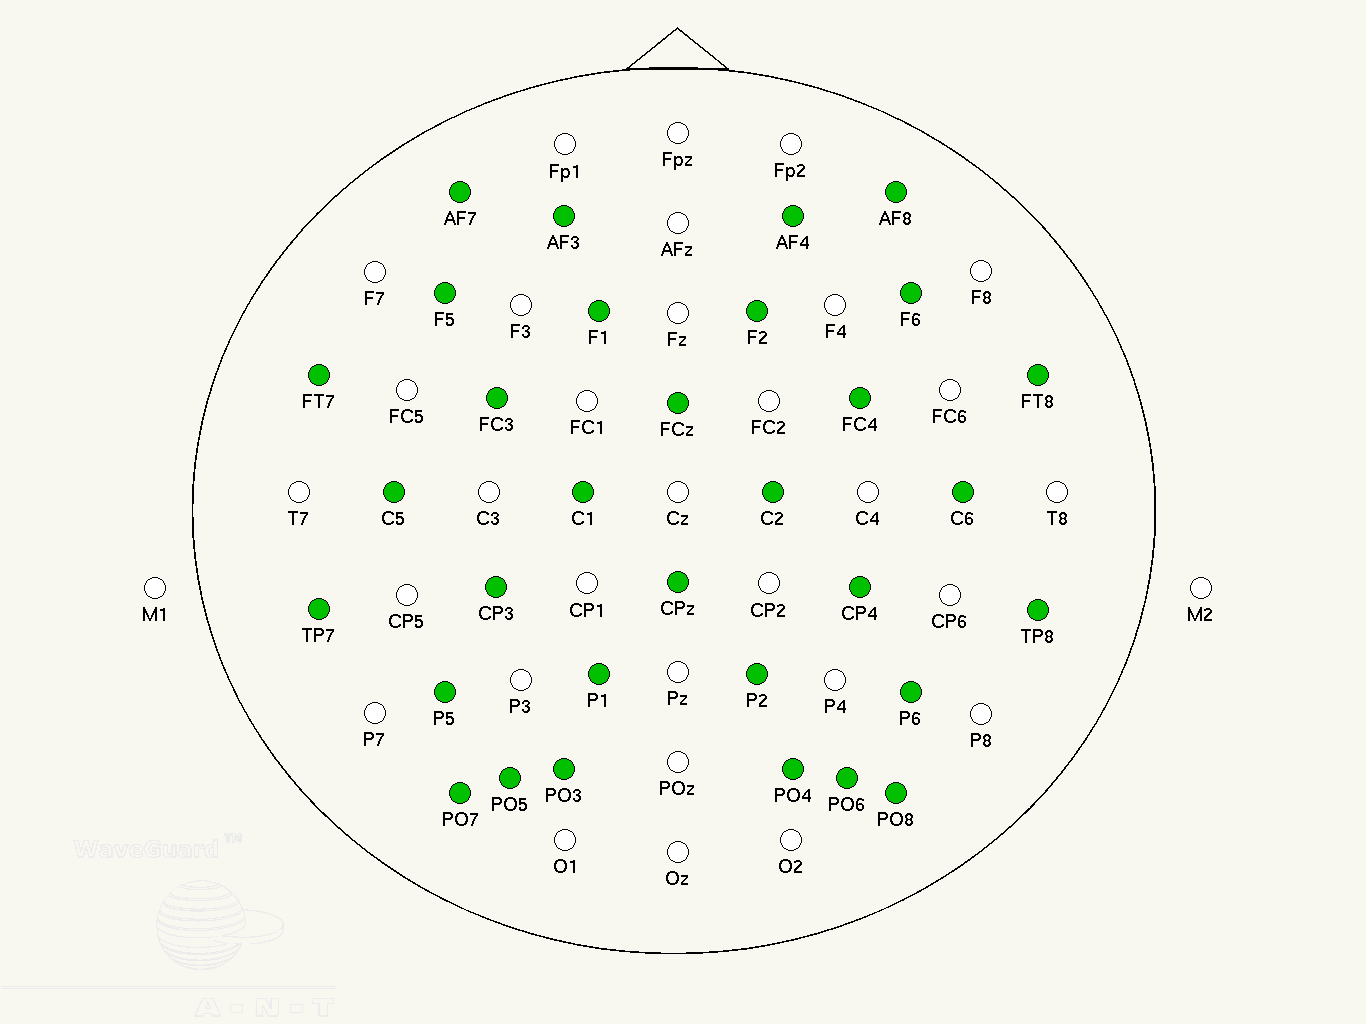 Fp1 Fpz Fp2
AF7 AF3 AFz AF4 AF8
F7 F5 F3 F1 Fz F2 F4 F6 F8
FT7 FC5 FC3 FC1 FCz FC2 FC4 FC6 FT8
T7 C5 C3 C1 Cz C2 C4 C6 T8
M1 TP7 CP5 CP3 CP1 CPz CP2 CP4 CP6 TP8 M2
P7 P5 P3 P1 Pz P2 P4 P6 P8
PO7 PO5 PO3 POz PO4 PO6 PO8
O1 Oz O2
WaveGuard™
A-N-T